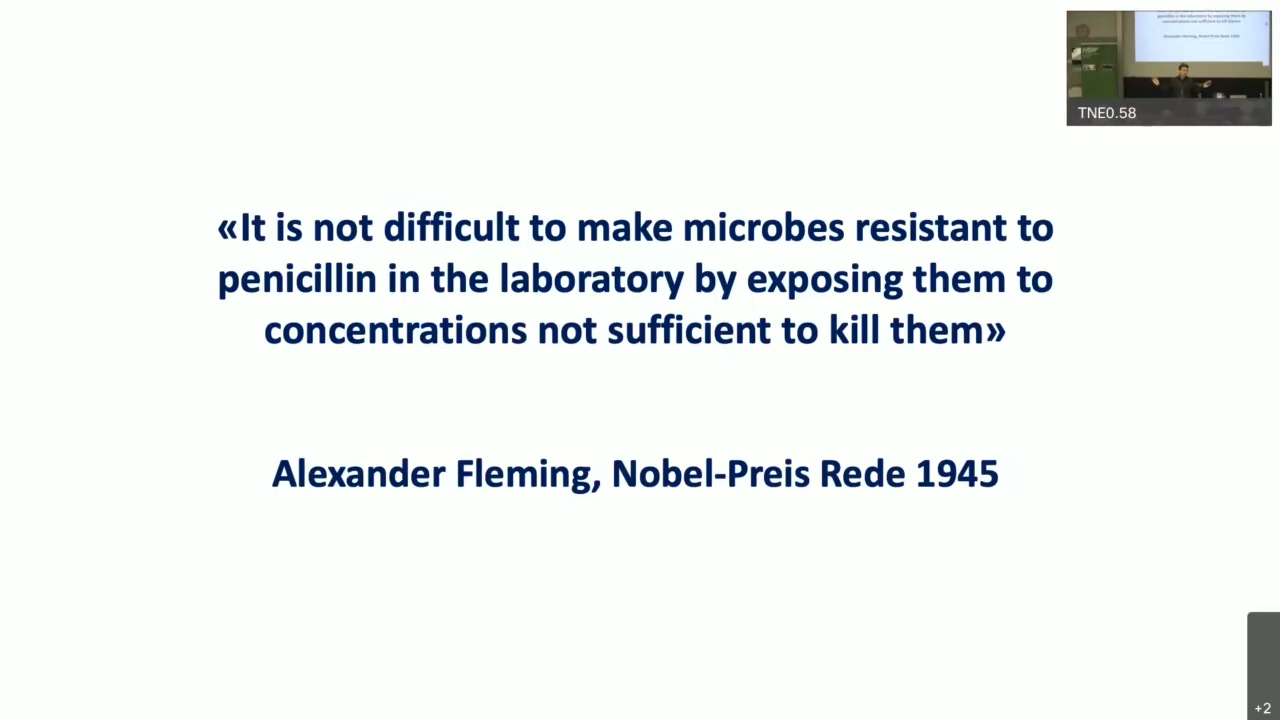 «It is not difficult to make microbes resistant to
penicillin in the laboratory by exposing them to
concentrations not sufficient to kill them»
Alexander Fleming, Nobel-Preis Rede 1945
TNE0.58
+2